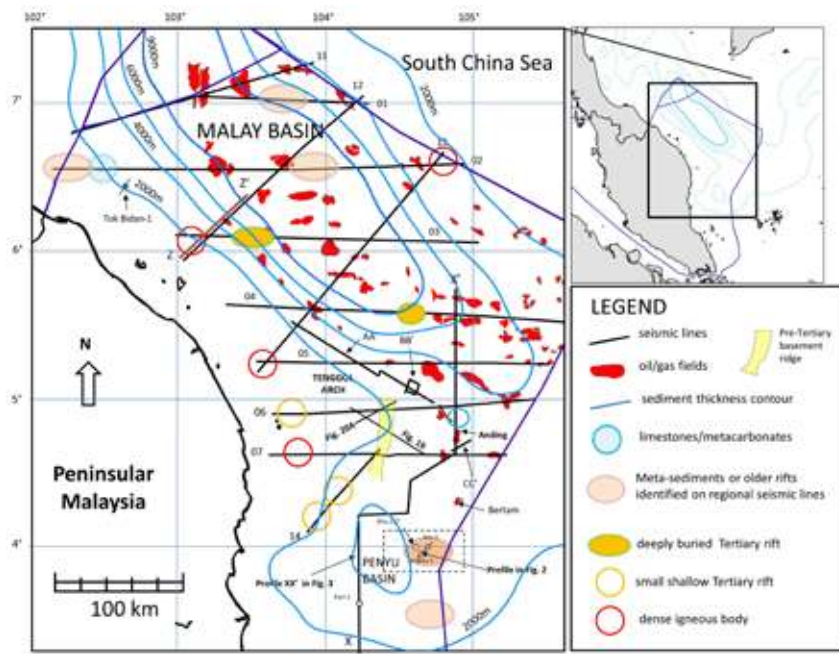 102°
103°
104°
105°
South China Sea
9000m
6000m
4000m
2000m
2000m
11
12
01
7°
MALAY BASIN
02
Tok Bidan-1
Z'
Z
6°
03
04
AA
BB
05
TENGGOL
ARCH
N
5°
06
Fig. 20A
07
Anding
CC'
Peninsular
Malaysia
Bertam
14
4°
PENYU
BASIN
Profile XX' in Fig. 3
Profile in Fig. 2
100 km
2000m
X
LEGEND
seismic lines
Pre-Tertiary
basement
ridge
oil/gas fields
sediment thickness contour
limestones/metacarbonates
Meta-sediments or older rifts
identified on regional seismic lines
deeply buried Tertiary rift
small shallow Tertiary rift
dense igneous body